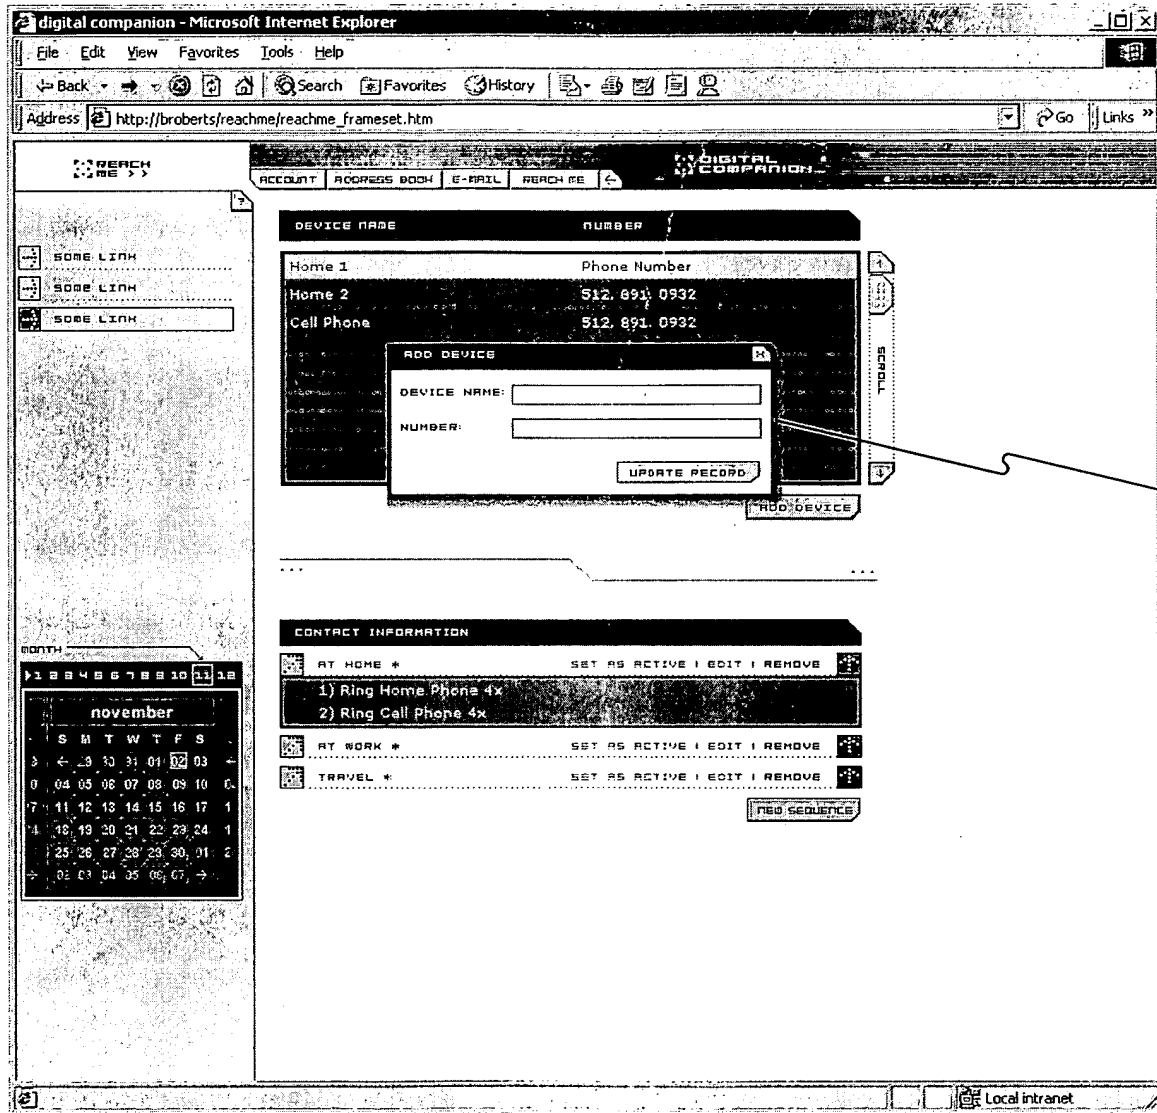 digital companion - Microsoft Internet Explorer
File Edit View Favorites Tools Help
Back Search Favorites History
Address http://broberts/reachme/reachme_frameset.htm Go Links »
REACH ME >>
DIGITAL COMPANION
ACCOUNT ADDRESS BOOK E-MAIL REACH ME ←
?
SOME LINK
SOME LINK
SOME LINK
DEVICE NAME NUMBER
Home 1 Phone Number
Home 2 512. 891. 0932
Cell Phone 512. 891. 0932
SCROLL
ADD DEVICE X
DEVICE NAME:
NUMBER:
UPDATE RECORD
ADD DEVICE
... ...
CONTACT INFORMATION
AT HOME * SET AS ACTIVE | EDIT | REMOVE
1) Ring Home Phone 4x
2) Ring Cell Phone 4x
AT WORK * SET AS ACTIVE | EDIT | REMOVE
TRAVEL * SET AS ACTIVE | EDIT | REMOVE
NEW SEQUENCE
MONTH
1 2 3 4 5 6 7 8 9 10 11 12
november
S M T W T F S
← 29 30 31 01 02 03 ←
04 05 06 07 08 09 10
11 12 13 14 15 16 17 1
18 19 20 21 22 23 24 1
25 26 27 28 29 30 01 2
02 03 04 05 06 07 →
Local intranet